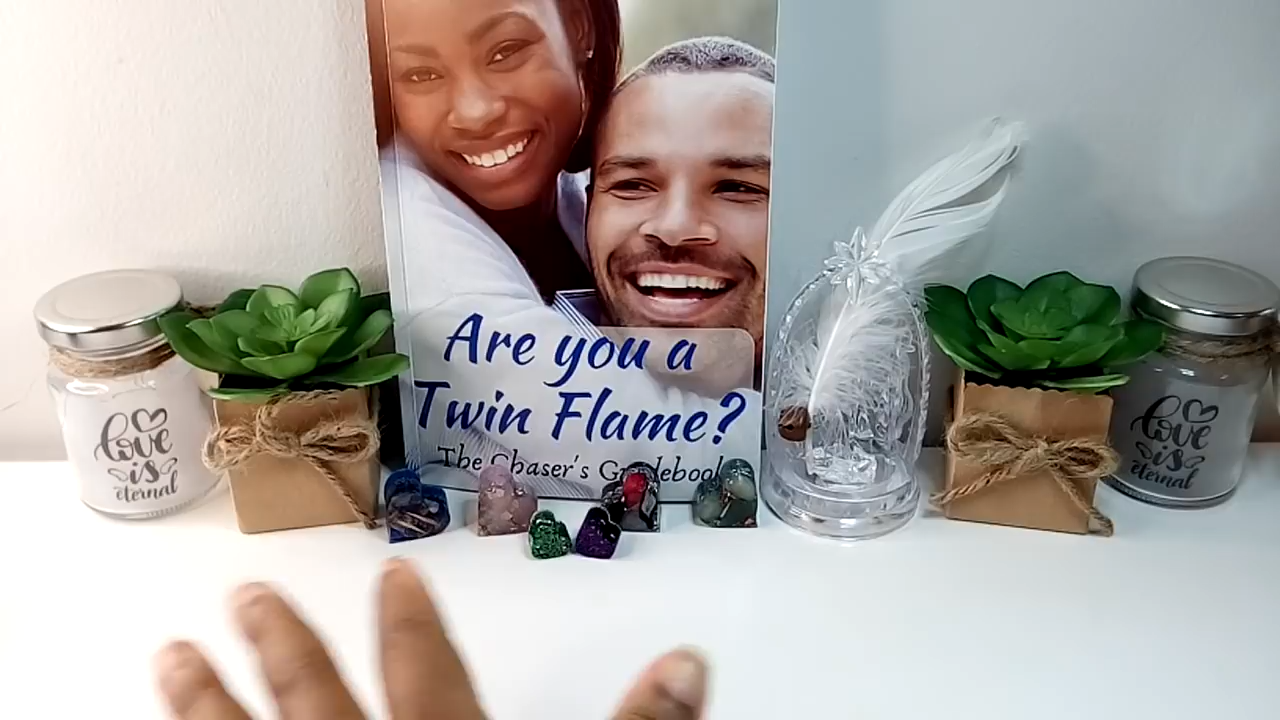 Are you a
Twin Flame?
The Chaser's Guidebook
love
is
eternal
love
is
eternal